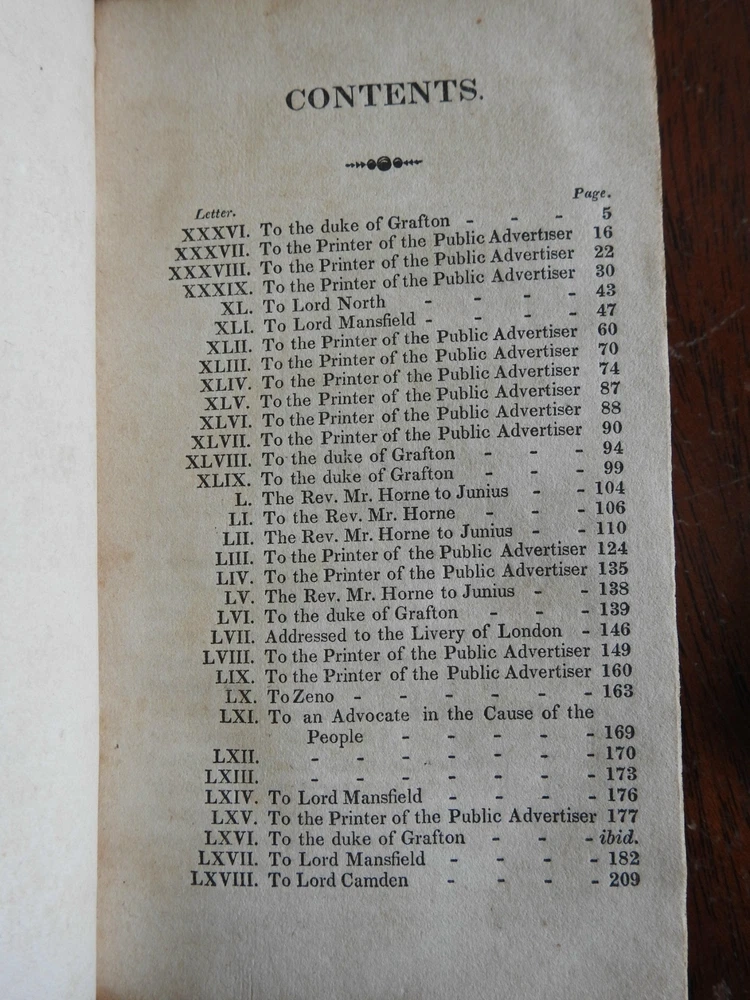 CONTENTS.
Letter. Page.
XXXVI. To the duke of Grafton - - - 5
XXXVII. To the Printer of the Public Advertiser 16
XXXVIII. To the Printer of the Public Advertiser 22
XXXIX. To the Printer of the Public Advertiser 30
XL. To Lord North - - - - 43
XLI. To Lord Mansfield - - - - 47
XLII. To the Printer of the Public Advertiser 60
XLIII. To the Printer of the Public Advertiser 70
XLIV. To the Printer of the Public Advertiser 74
XLV. To the Printer of the Public Advertiser 87
XLVI. To the Printer of the Public Advertiser 88
XLVII. To the Printer of the Public Advertiser 90
XLVIII. To the duke of Grafton - - - 94
XLIX. To the duke of Grafton - - - 99
L. The Rev. Mr. Horne to Junius - - 104
LI. To the Rev. Mr. Horne - - - 106
LII. The Rev. Mr. Horne to Junius - - 110
LIII. To the Printer of the Public Advertiser 124
LIV. To the Printer of the Public Advertiser 135
LV. The Rev. Mr. Horne to Junius - - 138
LVI. To the duke of Grafton - - - 139
LVII. Addressed to the Livery of London - 146
LVIII. To the Printer of the Public Advertiser 149
LIX. To the Printer of the Public Advertiser 160
LX. To Zeno - - - - - - 163
LXI. To an Advocate in the Cause of the
People - - - - - 169
LXII. - - - - - - - 170
LXIII. - - - - - - - 173
LXIV. To Lord Mansfield - - - - 176
LXV. To the Printer of the Public Advertiser 177
LXVI. To the duke of Grafton - - - ibid.
LXVII. To Lord Mansfield - - - - 182
LXVIII. To Lord Camden - - - - 209